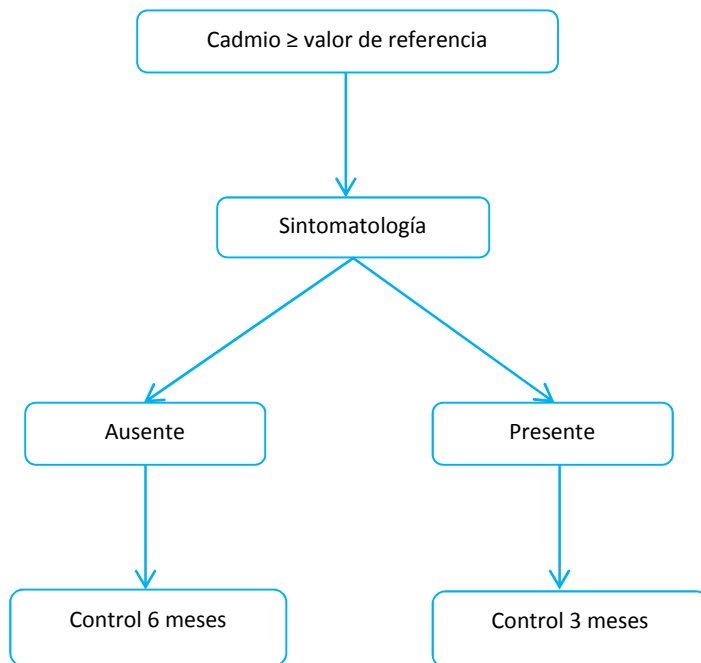 Cadmio ≥ valor de referencia
Sintomatología
Ausente
Presente
Control 6 meses
Control 3 meses